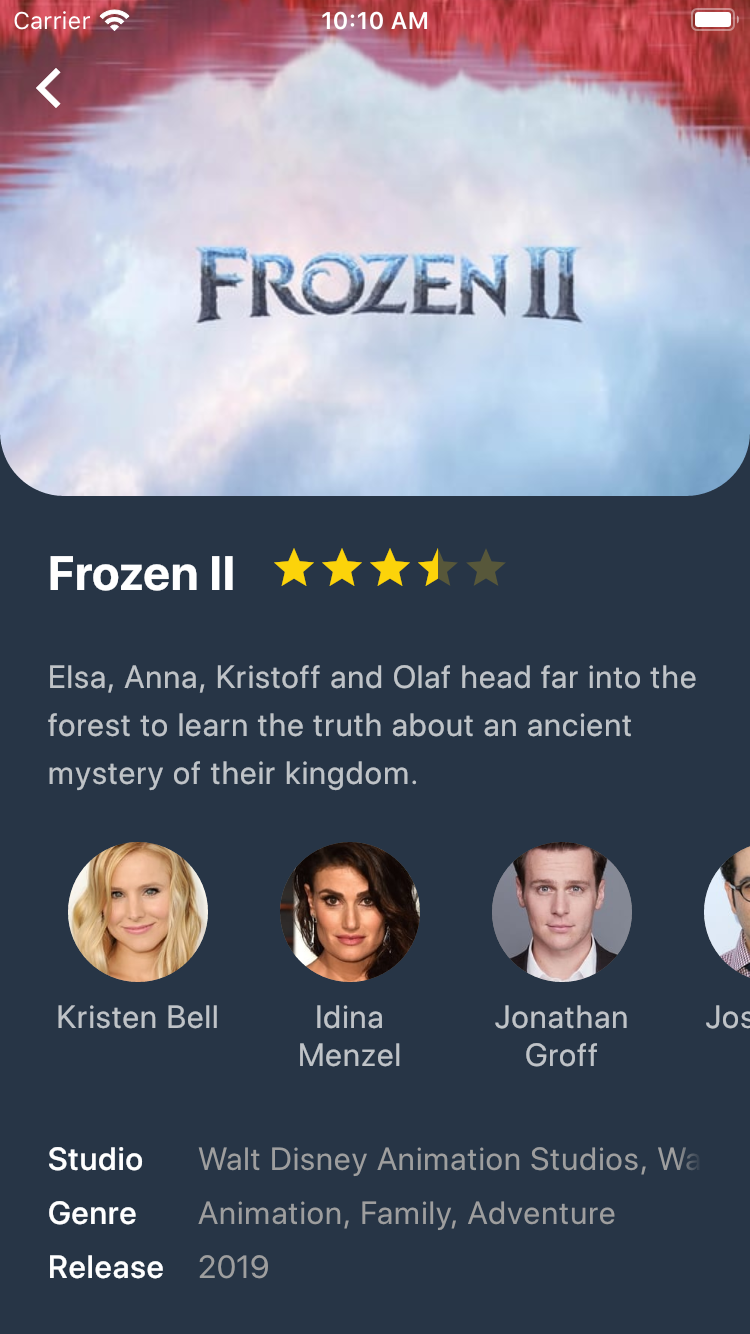 Carrier 10:10 AM
FROZEN II
Frozen II
Elsa, Anna, Kristoff and Olaf head far into the
forest to learn the truth about an ancient
mystery of their kingdom.
Kristen Bell
Idina
Menzel
Jonathan
Groff
Jos
Studio Walt Disney Animation Studios, Wa
Genre Animation, Family, Adventure
Release 2019